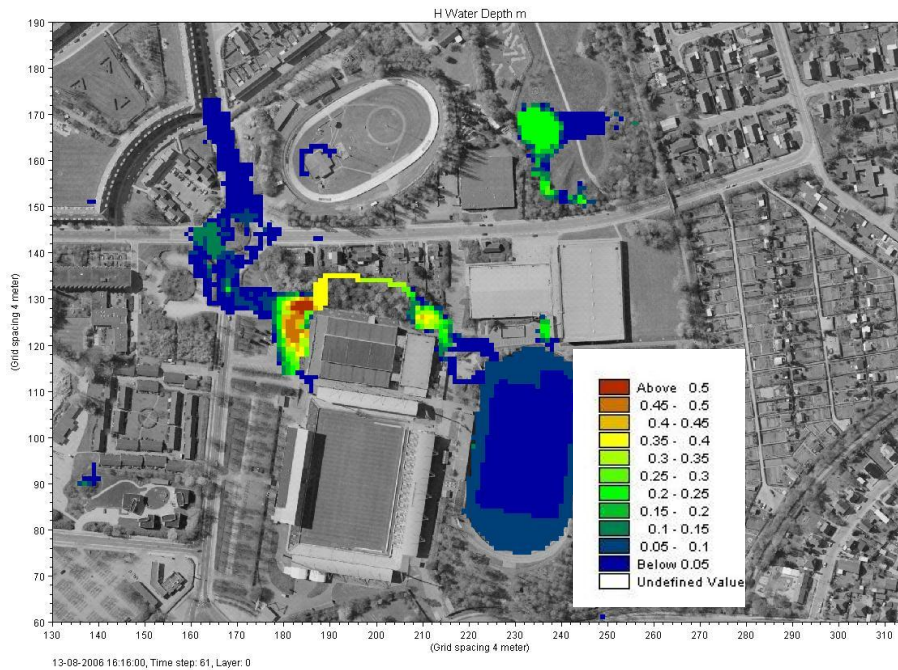 H Water Depth m
190
180
170
160
150
140
130
120
110
100
90
80
70
60
(Grid spacing 4 meter)
Above 0.5
0.45 - 0.5
0.4 - 0.45
0.35 - 0.4
0.3 - 0.35
0.25 - 0.3
0.2 - 0.25
0.15 - 0.2
0.1 - 0.15
0.05 - 0.1
Below 0.05
Undefined Value
130 140 150 160 170 180 190 200 210 220 230 240 250 260 270 280 290 300 310
(Grid spacing 4 meter)
13-08-2006 16:16:00, Time step: 61, Layer: 0